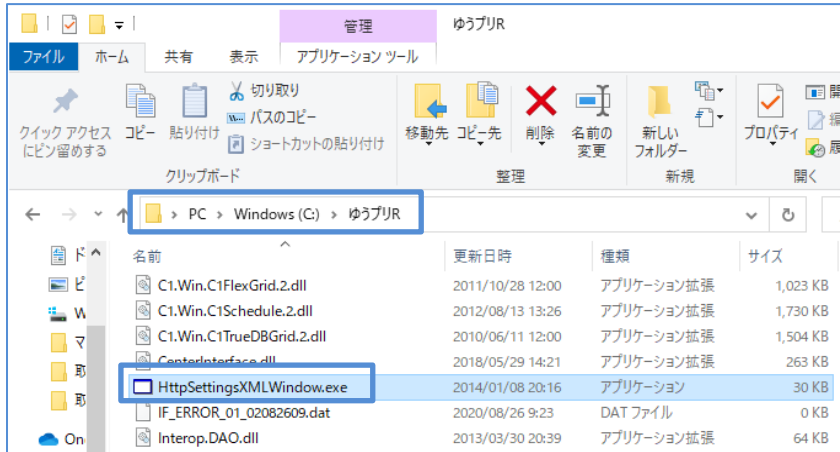 管理
ゆうプリR
ファイル ホーム 共有 表示 アプリケーション ツール
クイック アクセス
にピン留めする
コピー
貼り付け
切り取り
パスのコピー
ショートカットの貼り付け
クリップボード
移動先
コピー先
削除
名前の
変更
整理
新しい
フォルダー
新規
プロパティ
開く
PC > Windows (C:) > ゆうプリR
名前 更新日時 種類 サイズ
C1.Win.C1FlexGrid.2.dll 2011/10/28 12:00 アプリケーション拡張 1,023 KB
C1.Win.C1Schedule.2.dll 2012/08/13 13:26 アプリケーション拡張 1,730 KB
C1.Win.C1TrueDBGrid.2.dll 2010/06/11 12:00 アプリケーション拡張 1,504 KB
CenterInterface.dll 2018/05/29 14:21 アプリケーション拡張 263 KB
HttpSettingsXMLWindow.exe 2014/01/08 20:16 アプリケーション 30 KB
IF_ERROR_01_02082609.dat 2020/08/26 9:23 DAT ファイル 0 KB
Interop.DAO.dll 2013/03/30 20:39 アプリケーション拡張 64 KB